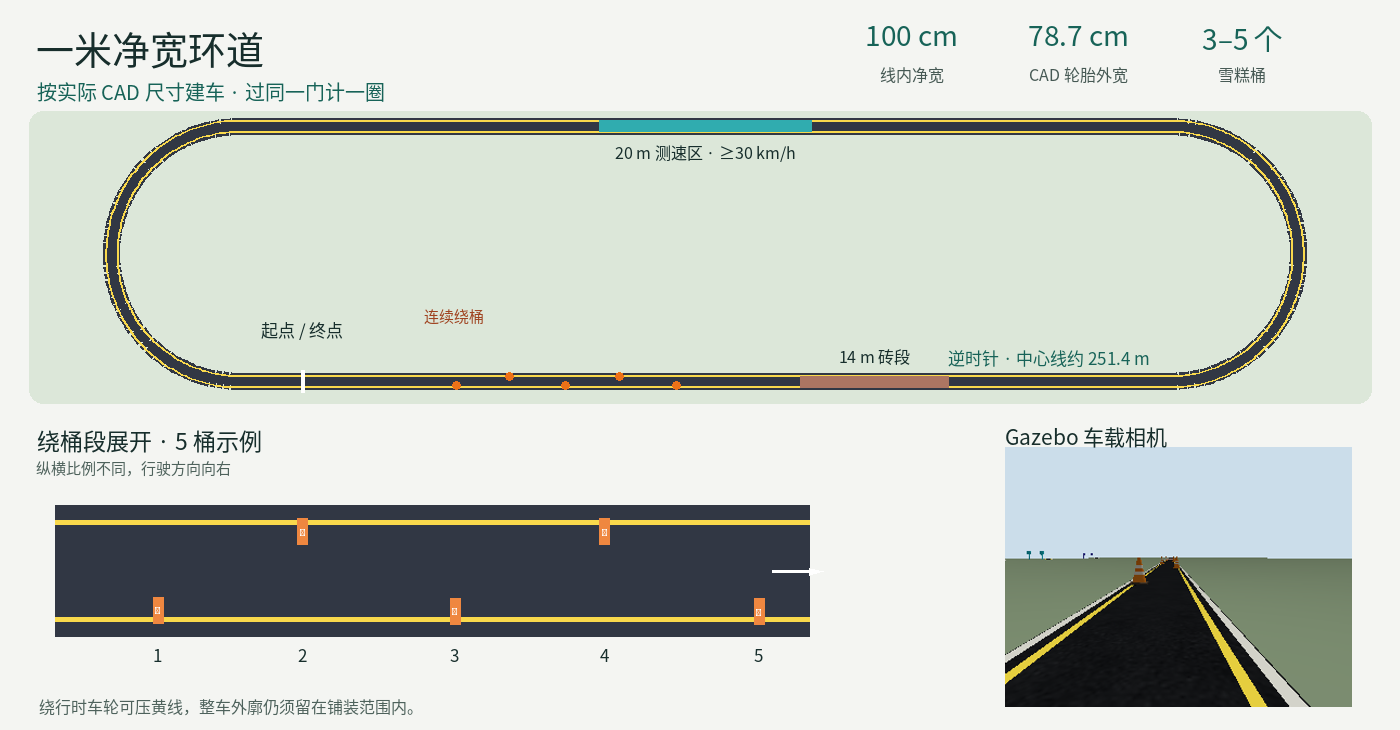 一米净宽环道
按实际 CAD 尺寸建车 · 过同一门计一圈
100 cm
线内净宽
78.7 cm
CAD 轮胎外宽
3–5 个
雪糕桶
20 m 测速区 · ≥30 km/h
连续绕桶
起点 / 终点
14 m 砖段
逆时针 · 中心线约 251.4 m
绕桶段展开 · 5 桶示例
纵横比例不同，行驶方向向右
1
2
3
4
5
绕行时车轮可压黄线，整车外廓仍须留在铺装范围内。
Gazebo 车载相机